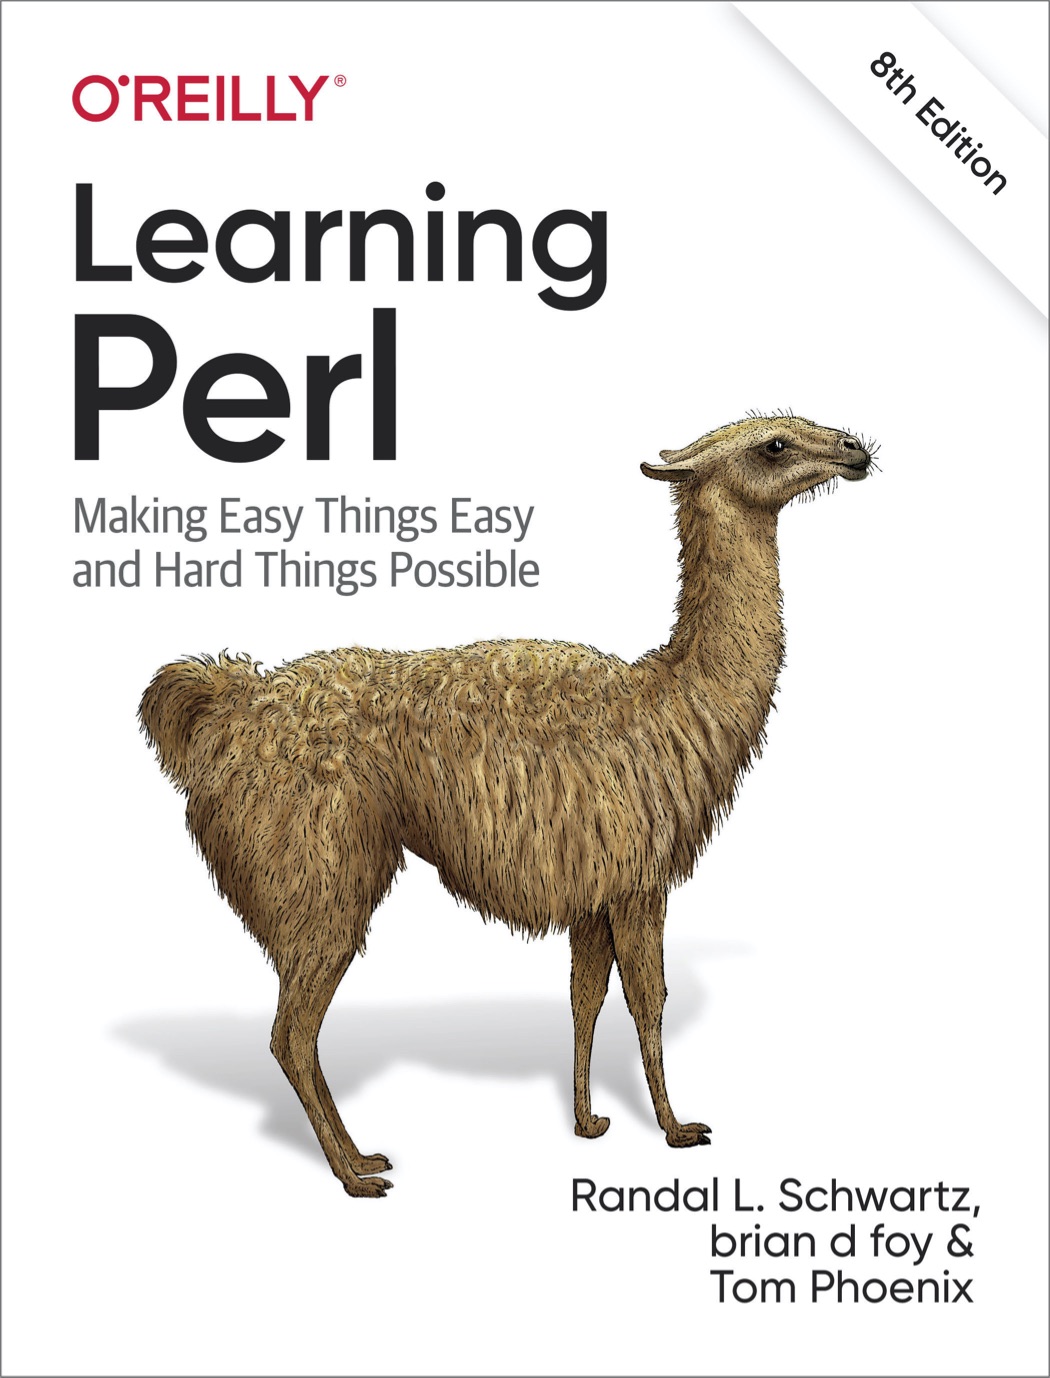 O'REILLY®
8th Edition
Learning
Perl
Making Easy Things Easy
and Hard Things Possible
Randal L. Schwartz,
brian d foy &
Tom Phoenix